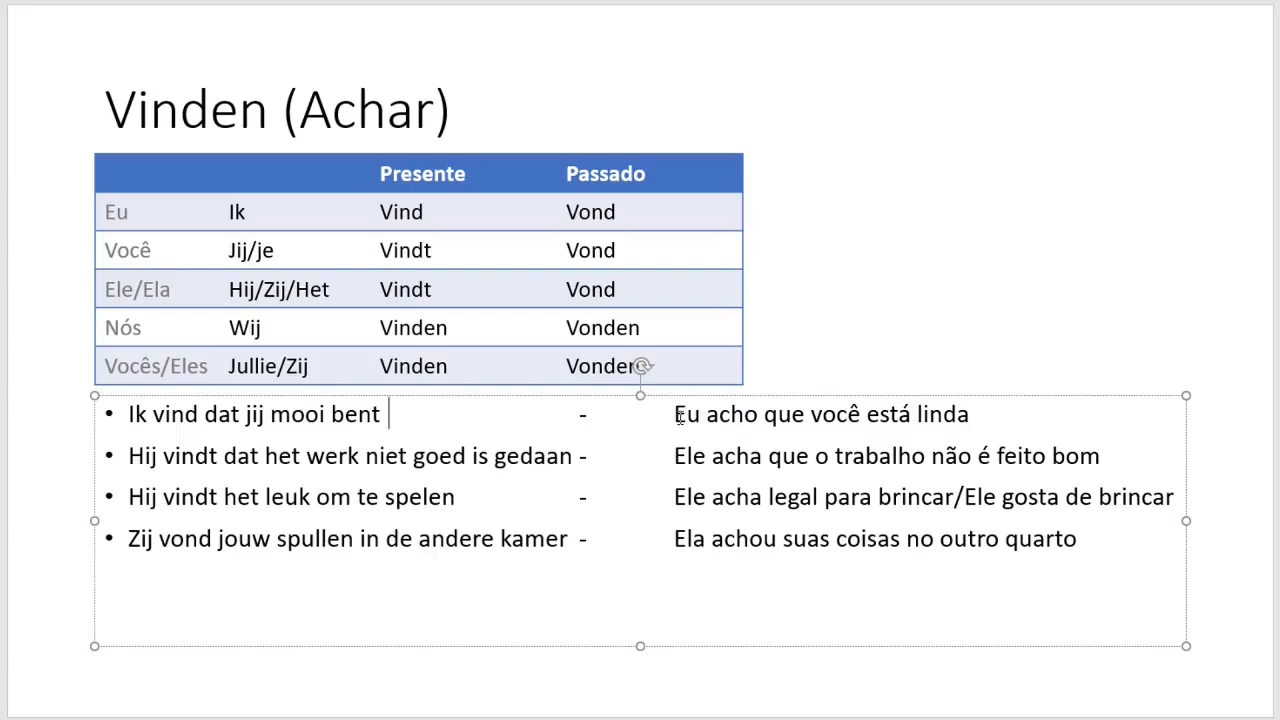 Vinden (Achar)
Presente Passado
Eu Ik Vind Vond
Você Jij/je Vindt Vond
Ele/Ela Hij/Zij/Het Vindt Vond
Nós Wij Vinden Vonden
Vocês/Eles Jullie/Zij Vinden Vonden
• Ik vind dat jij mooi bent - Eu acho que você está linda
• Hij vindt dat het werk niet goed is gedaan - Ele acha que o trabalho não é feito bom
• Hij vindt het leuk om te spelen - Ele acha legal para brincar/Ele gosta de brincar
• Zij vond jouw spullen in de andere kamer - Ela achou suas coisas no outro quarto